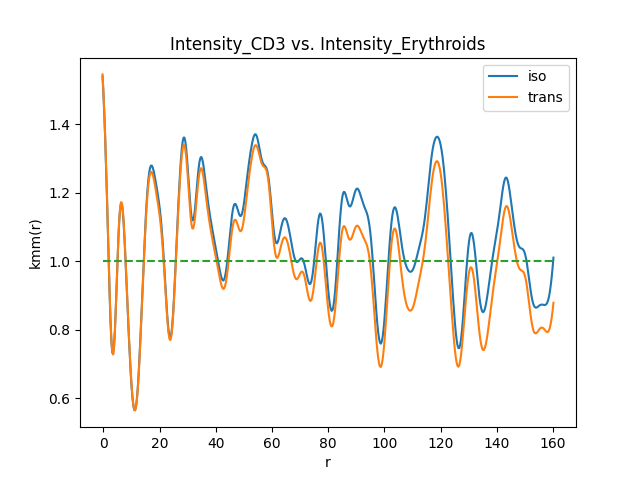 Intensity_CD3 vs. Intensity_Erythroids
iso
trans
kmm(r)
1.4
1.2
1.0
0.8
0.6
0 20 40 60 80 100 120 140 160
r